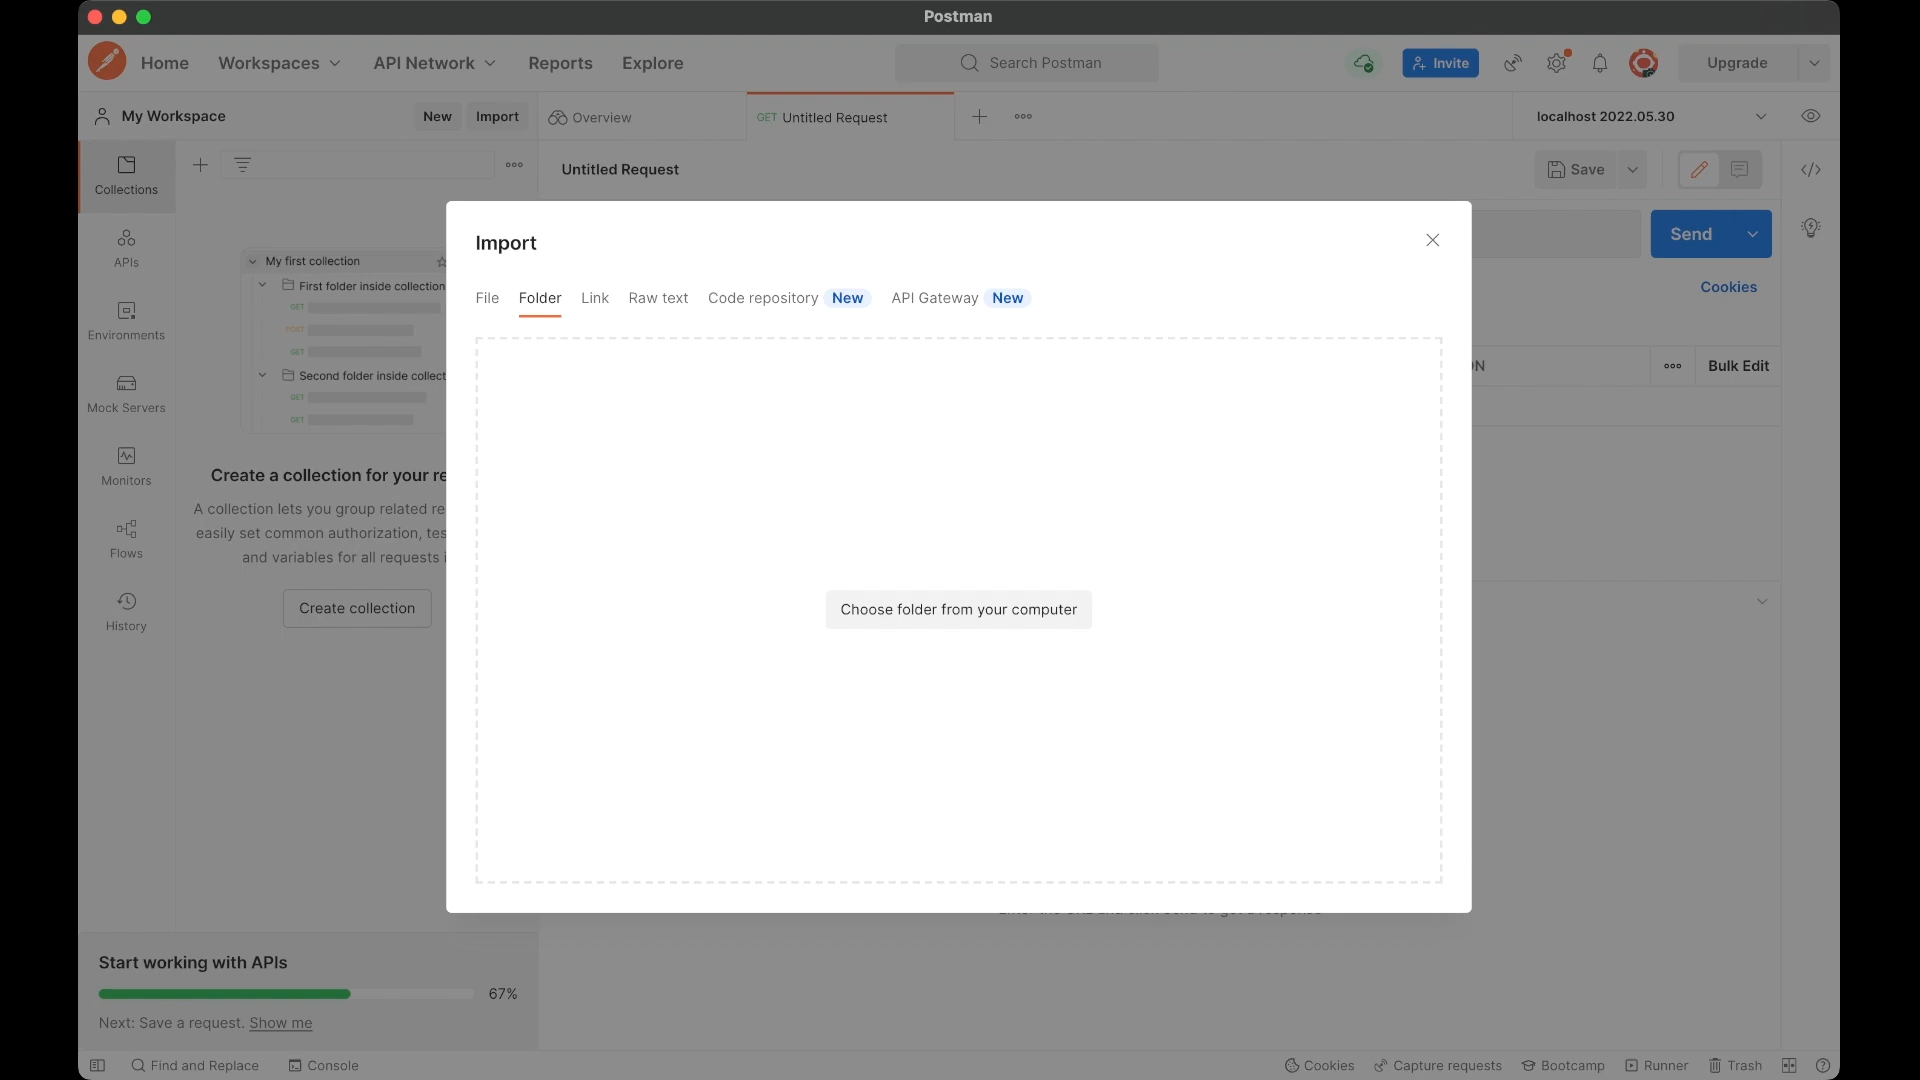 Postman
Home Workspaces API Network Reports Explore Search Postman Invite Upgrade
My Workspace New Import Overview GET Untitled Request localhost 2022.05.30
Collections
Untitled Request Save
Import
Send
APIs
My first collection
First folder inside collection
GET
POST
GET
Second folder inside collect
GET
GET
File Folder Link Raw text Code repository New API Gateway New
Cookies
Environments
Bulk Edit
Mock Servers
Monitors
Create a collection for your re
A collection lets you group related re
easily set common authorization, tes
and variables for all requests i
Flows
Create collection
Choose folder from your computer
History
Start working with APIs
67%
Next: Save a request. Show me
Find and Replace Console Cookies Capture requests Bootcamp Runner Trash